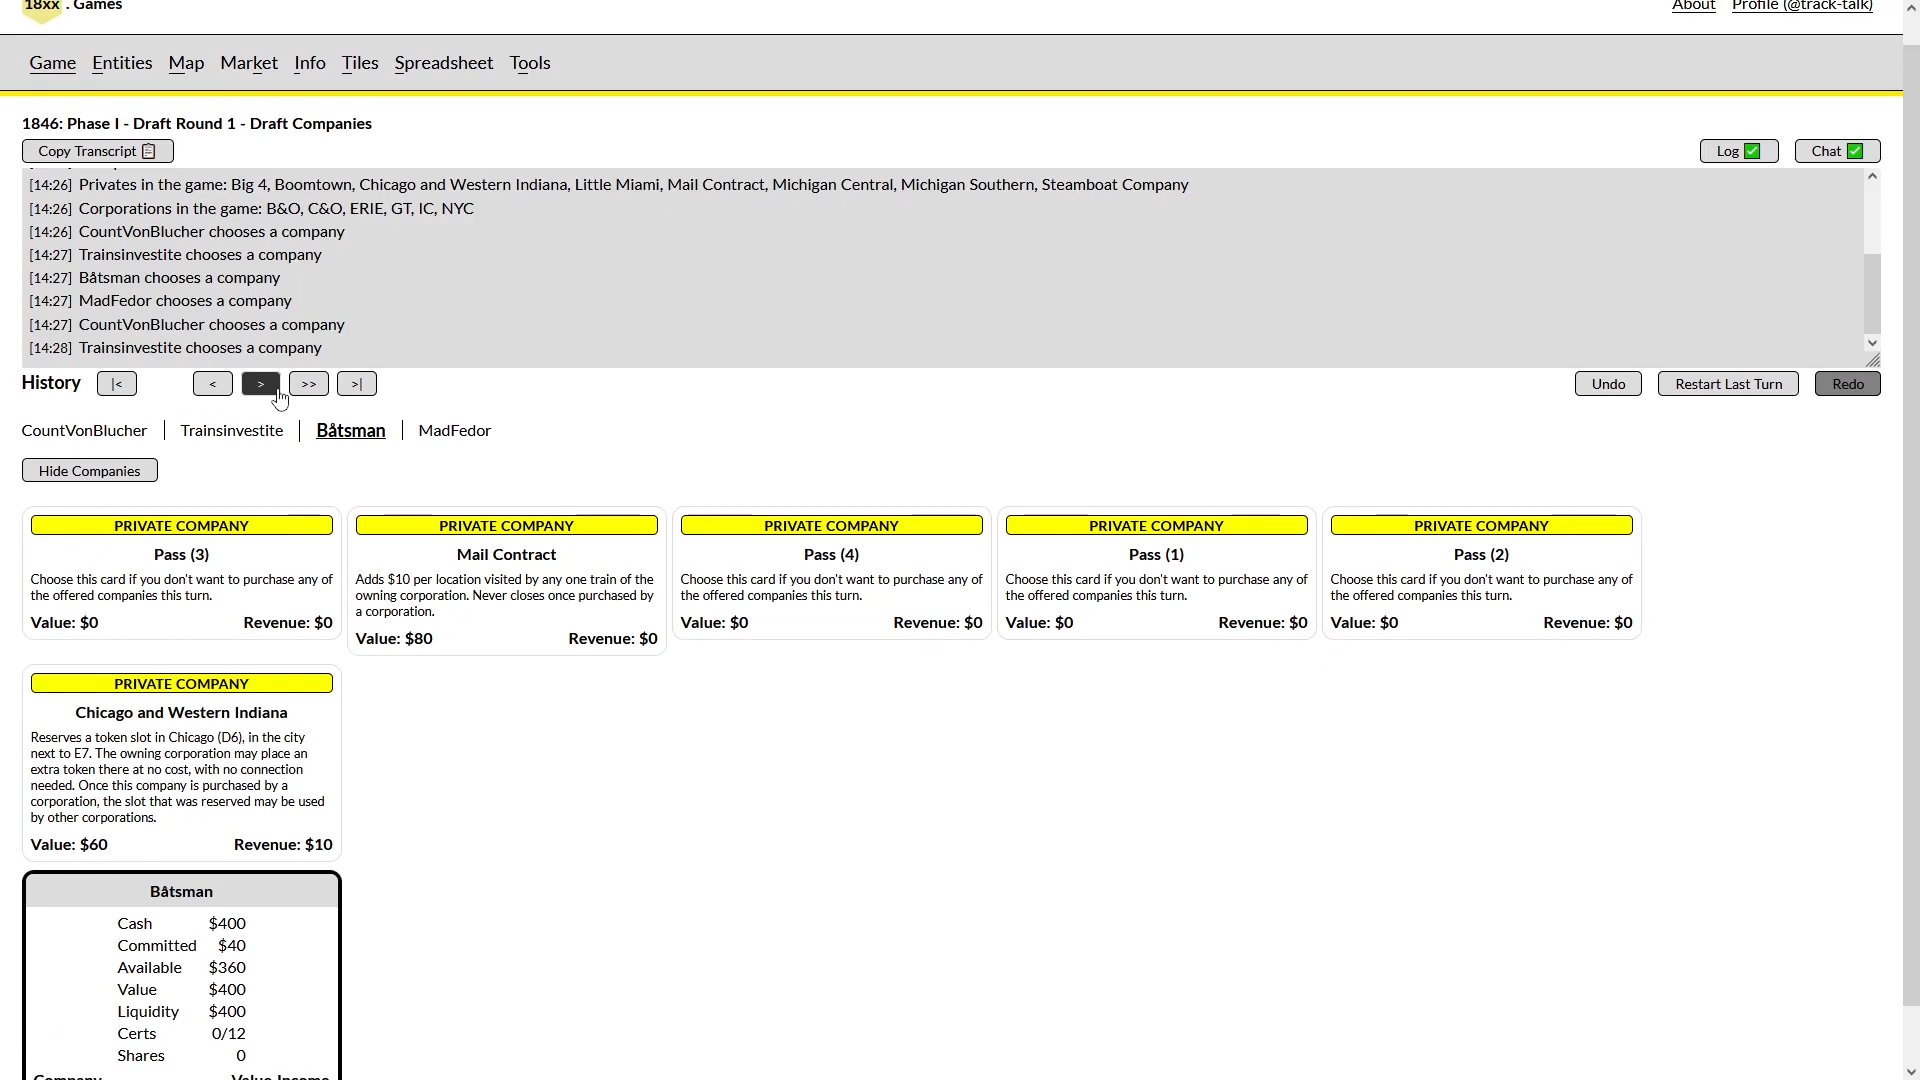 18xx . Games
About Profile (@track-talk)
Game Entities Map Market Info Tiles Spreadsheet Tools
1846: Phase I - Draft Round 1 - Draft Companies
Copy Transcript
Log Chat
[14:26] Privates in the game: Big 4, Boomtown, Chicago and Western Indiana, Little Miami, Mail Contract, Michigan Central, Michigan Southern, Steamboat Company
[14:26] Corporations in the game: B&O, C&O, ERIE, GT, IC, NYC
[14:26] CountVonBlucher chooses a company
[14:27] Trainsinvestite chooses a company
[14:27] Båtsman chooses a company
[14:27] MadFedor chooses a company
[14:27] CountVonBlucher chooses a company
[14:28] Trainsinvestite chooses a company
History |< < > >> >| Undo Restart Last Turn Redo
CountVonBlucher Trainsinvestite Båtsman MadFedor
Hide Companies
PRIVATE COMPANY
Pass (3)
Choose this card if you don't want to purchase any of
the offered companies this turn.
Value: $0 Revenue: $0
PRIVATE COMPANY
Mail Contract
Adds $10 per location visited by any one train of the
owning corporation. Never closes once purchased by
a corporation.
Value: $80 Revenue: $0
PRIVATE COMPANY
Pass (4)
Choose this card if you don't want to purchase any of
the offered companies this turn.
Value: $0 Revenue: $0
PRIVATE COMPANY
Pass (1)
Choose this card if you don't want to purchase any of
the offered companies this turn.
Value: $0 Revenue: $0
PRIVATE COMPANY
Pass (2)
Choose this card if you don't want to purchase any of
the offered companies this turn.
Value: $0 Revenue: $0
PRIVATE COMPANY
Chicago and Western Indiana
Reserves a token slot in Chicago (D6), in the city
next to E7. The owning corporation may place an
extra token there at no cost, with no connection
needed. Once this company is purchased by a
corporation, the slot that was reserved may be used
by other corporations.
Value: $60 Revenue: $10
Båtsman
Cash $400
Committed $40
Available $360
Value $400
Liquidity $400
Certs 0/12
Shares 0
Company Value Income